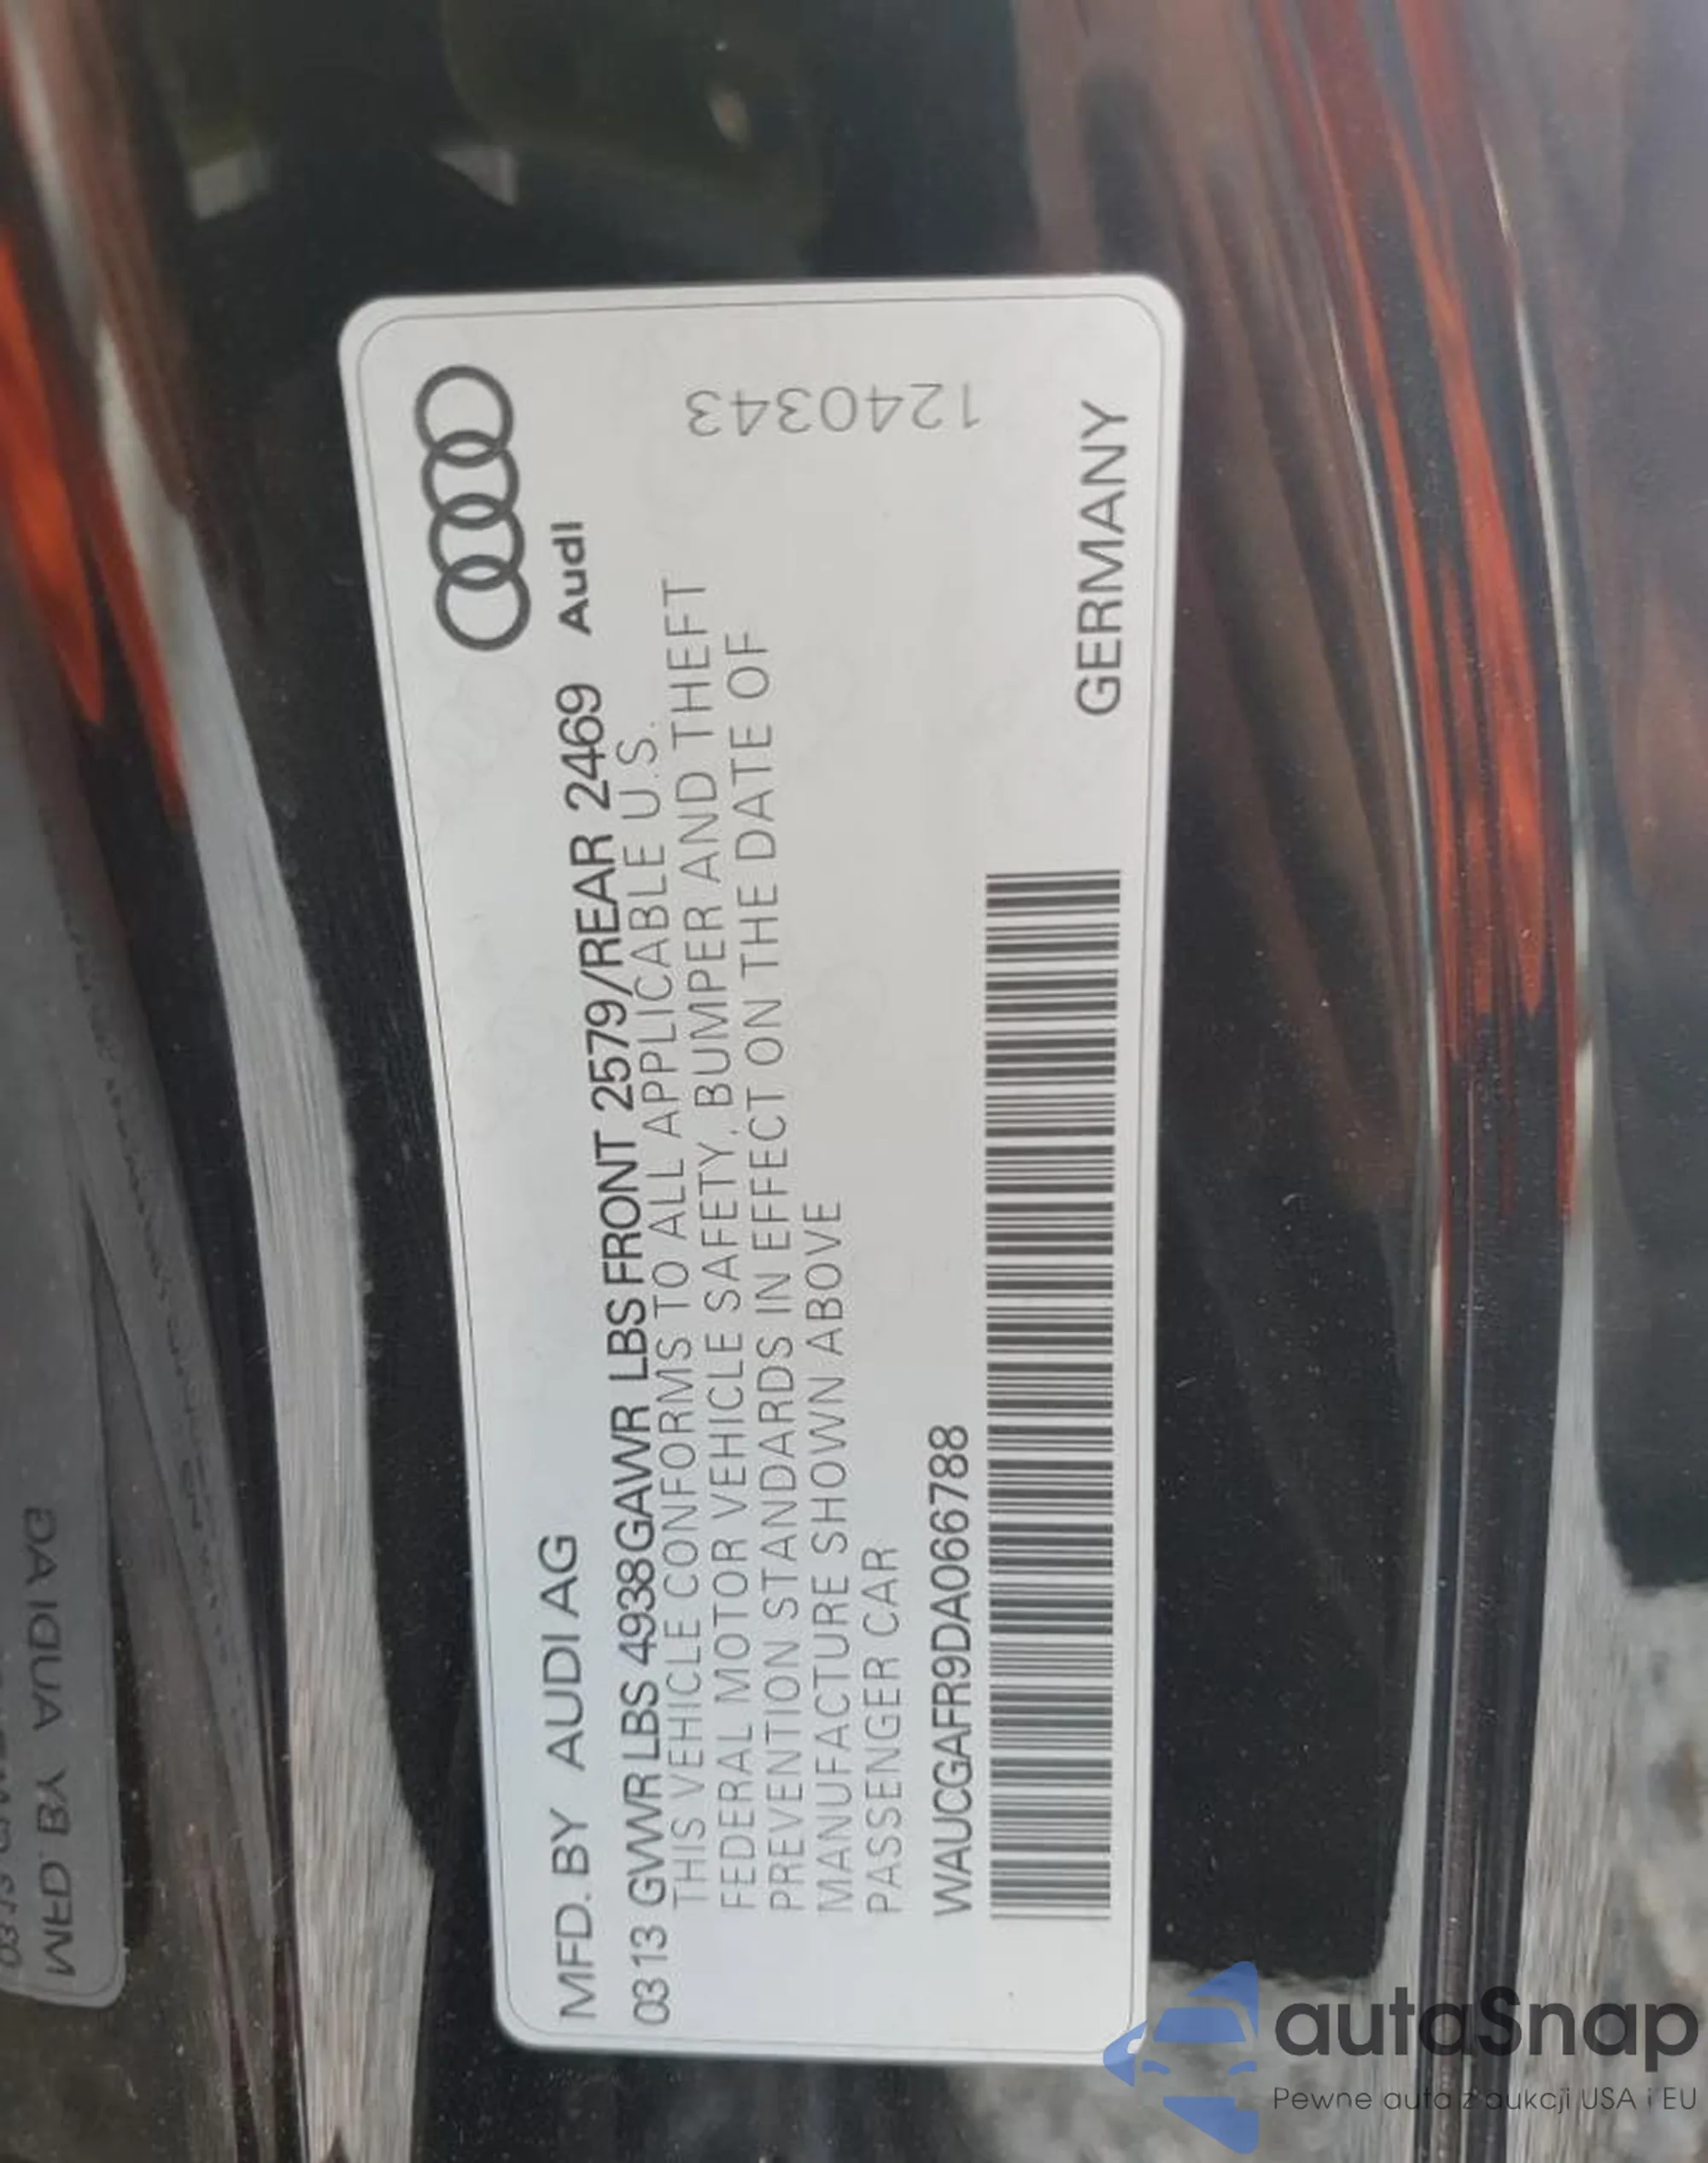 Audi
MFD. BY AUDI AG
0313 GVWR LBS 4938 GAWR LBS FRONT 2579/REAR 2469
THIS VEHICLE CONFORMS TO ALL APPLICABLE U.S.
FEDERAL MOTOR VEHICLE SAFETY, BUMPER AND THEFT
PREVENTION STANDARDS IN EFFECT ON THE DATE OF
MANUFACTURE SHOWN ABOVE
PASSENGER CAR
1240343
WAUCGAFR9DA066788
GERMANY
MFD. BY AUDI AG
autaSnap
Pewne auta z aukcji USA i EU